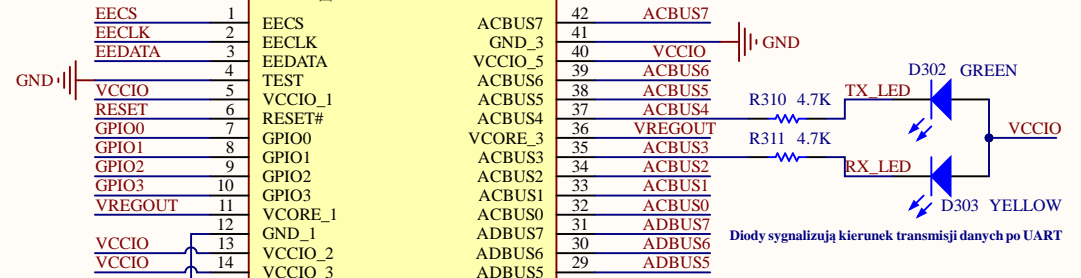 EECS 1 EECS ACBUS7 42 ACBUS7
EECLK 2 EECLK GND_3 41 GND
EEDATA 3 EEDATA VCCIO_5 40 VCCIO
GND 4 TEST ACBUS6 39 ACBUS6 D302 GREEN
VCCIO 5 VCCIO_1 ACBUS5 38 ACBUS5 R310 4.7K TX_LED
RESET 6 RESET# ACBUS4 37 ACBUS4
GPIO0 7 GPIO0 VCORE_3 36 VREGOUT VCCIO
GPIO1 8 GPIO1 ACBUS3 35 ACBUS3 R311 4.7K
GPIO2 9 GPIO2 ACBUS2 34 ACBUS2 RX_LED
GPIO3 10 GPIO3 ACBUS1 33 ACBUS1
VREGOUT 11 VCORE_1 ACBUS0 32 ACBUS0 D303 YELLOW
12 GND_1 ADBUS7 31 ADBUS7
Diody sygnalizują kierunek transmisji danych po UART
VCCIO 13 VCCIO_2 ADBUS6 30 ADBUS6
VCCIO 14 VCCIO_3 ADBUS5 29 ADBUS5